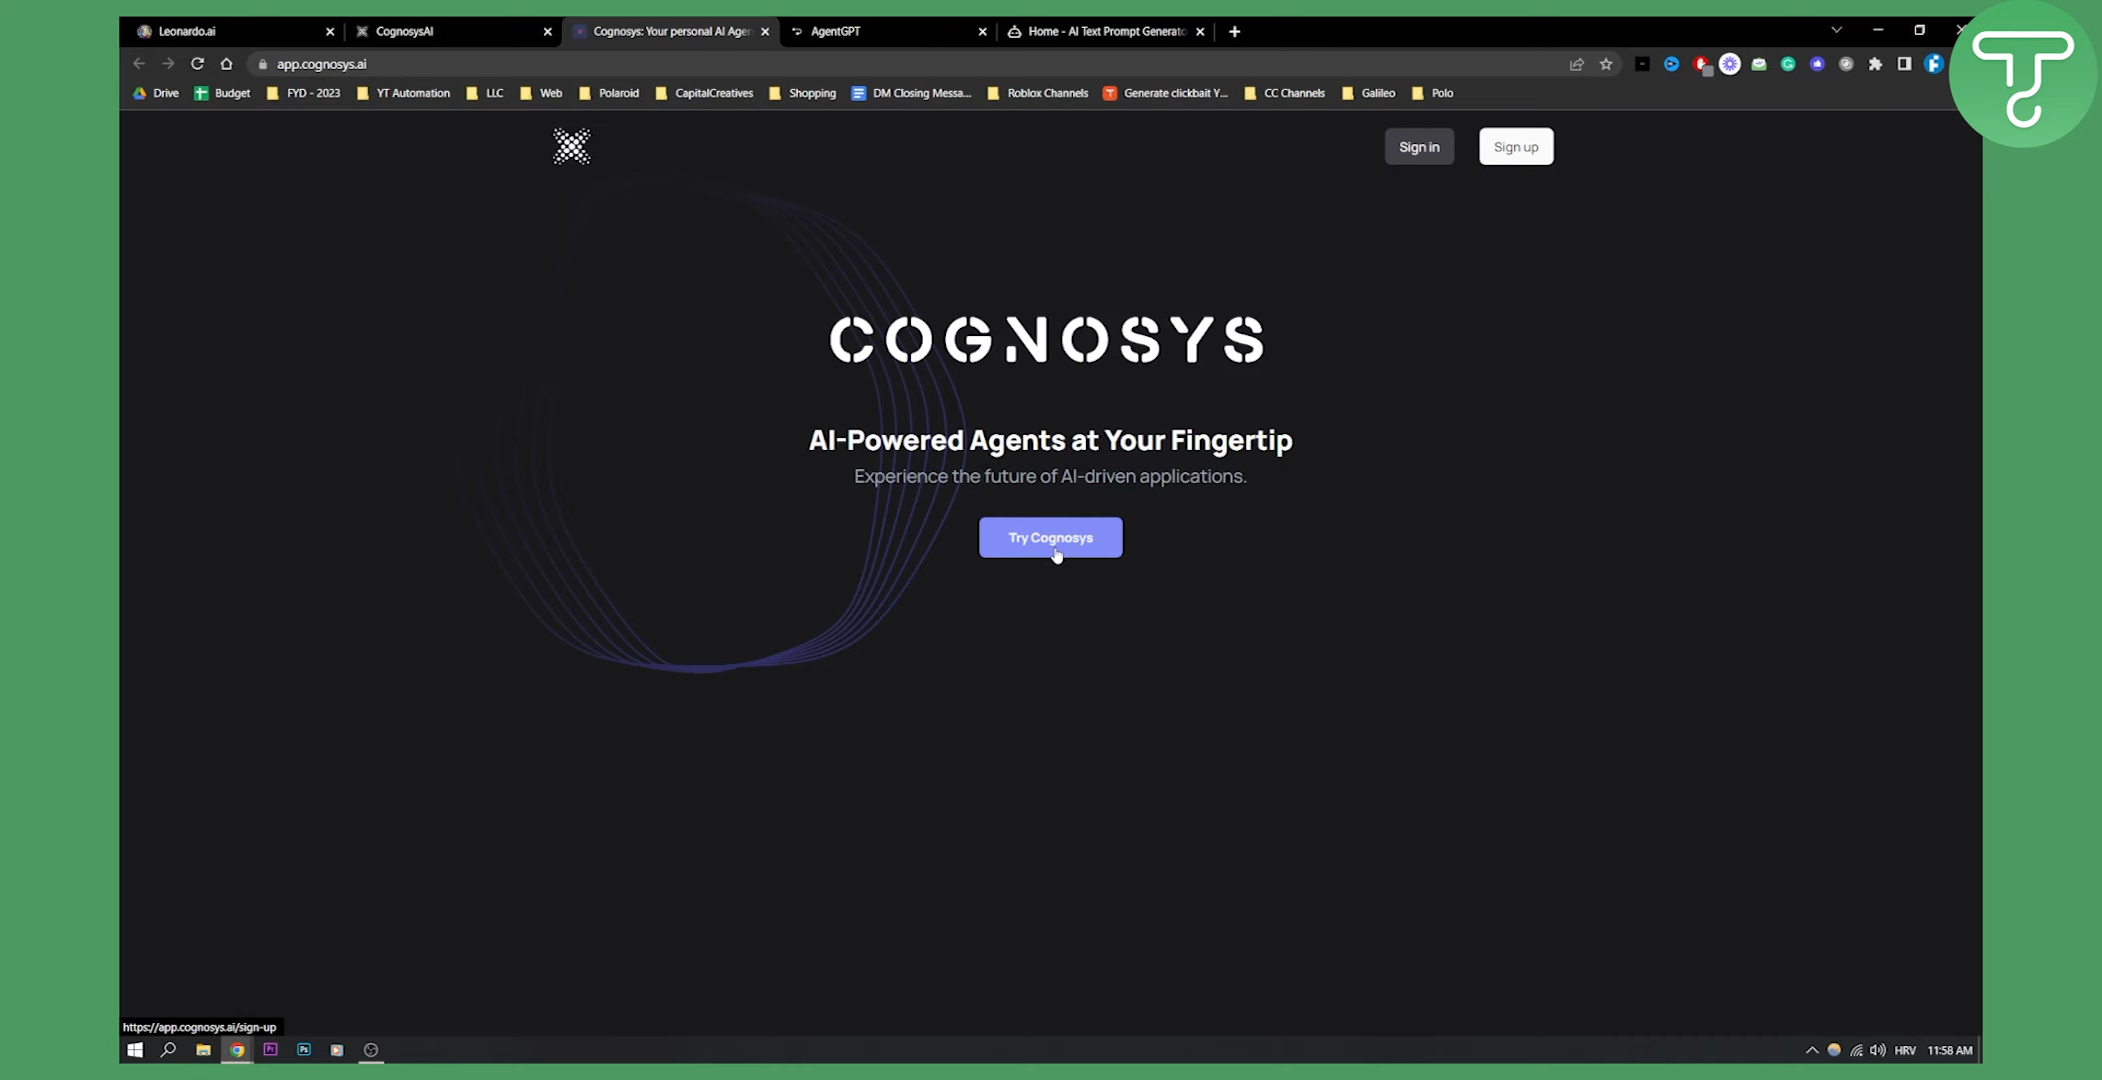 Leonardo.ai
CognosysAI
Cognosys: Your personal AI Agen
AgentGPT
Home - AI Text Prompt Generato
app.cognosys.ai
Drive
Budget
FYD - 2023
YT Automation
LLC
Web
Polaroid
CapitalCreatives
Shopping
DM Closing Messa...
Roblox Channels
Generate clickbait Y...
CC Channels
Galileo
Polo
Sign in
Sign up
COGNOSYS
AI-Powered Agents at Your Fingertip
Experience the future of AI-driven applications.
Try Cognosys
https://app.cognosys.ai/sign-up
Pr
Ps
HRV
11:58 AM